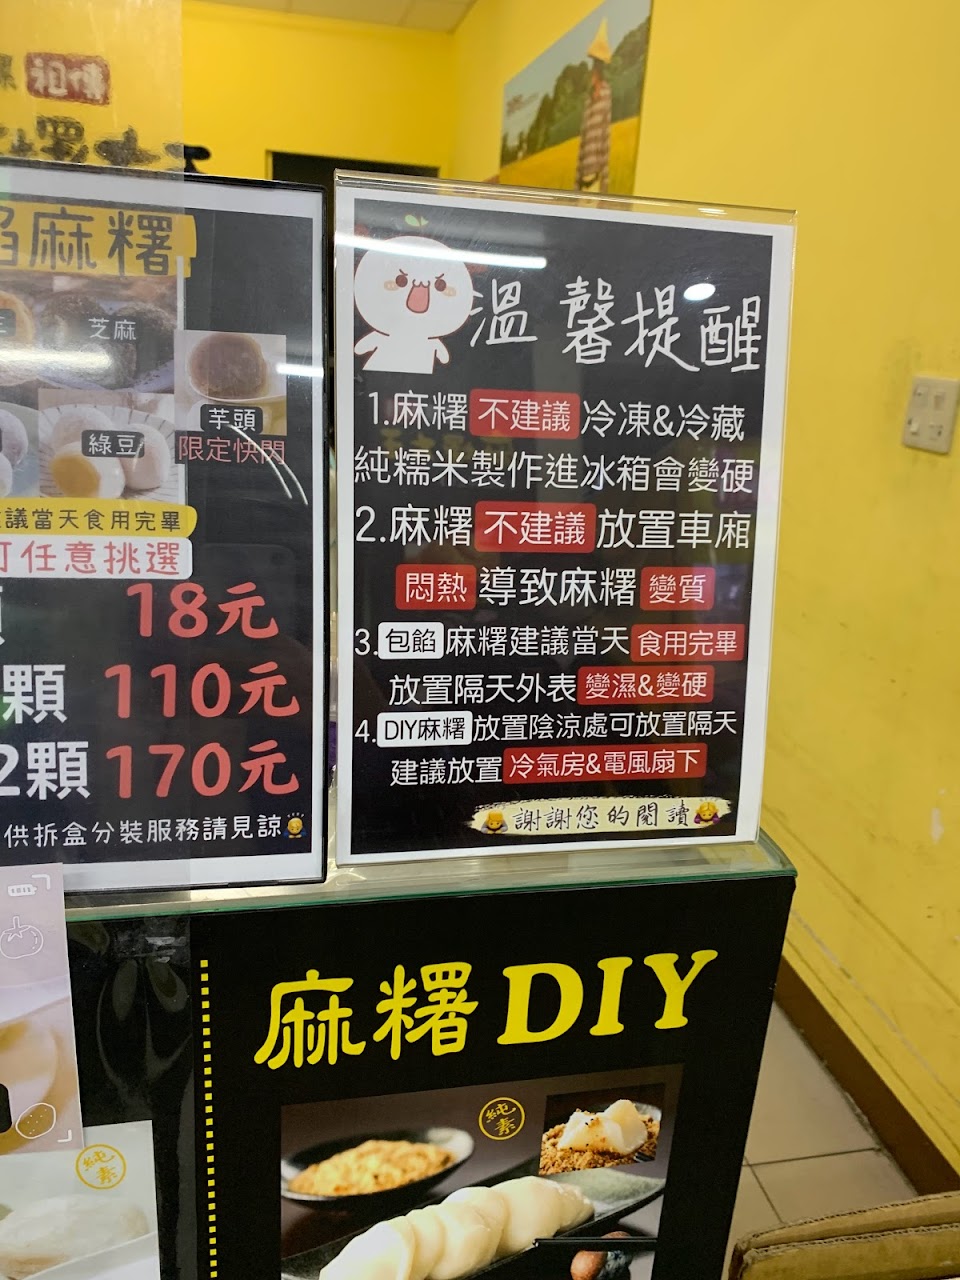 祖傳
餡麻糬
芝麻
芋頭
綠豆
限定快閃
議當天食用完畢
可任意挑選
18元
顆 110元
2顆 170元
供拆盒分裝服務請見諒
溫馨提醒
1.麻糬不建議冷凍&冷藏
純糯米製作進冰箱會變硬
2.麻糬不建議放置車廂
悶熱導致麻糬變質
3.包餡麻糬建議當天食用完畢
放置隔天外表變濕&變硬
4.DIY麻糬放置陰涼處可放置隔天
建議放置冷氣房&電風扇下
謝謝您的閱讀
麻糬DIY
純素
純素